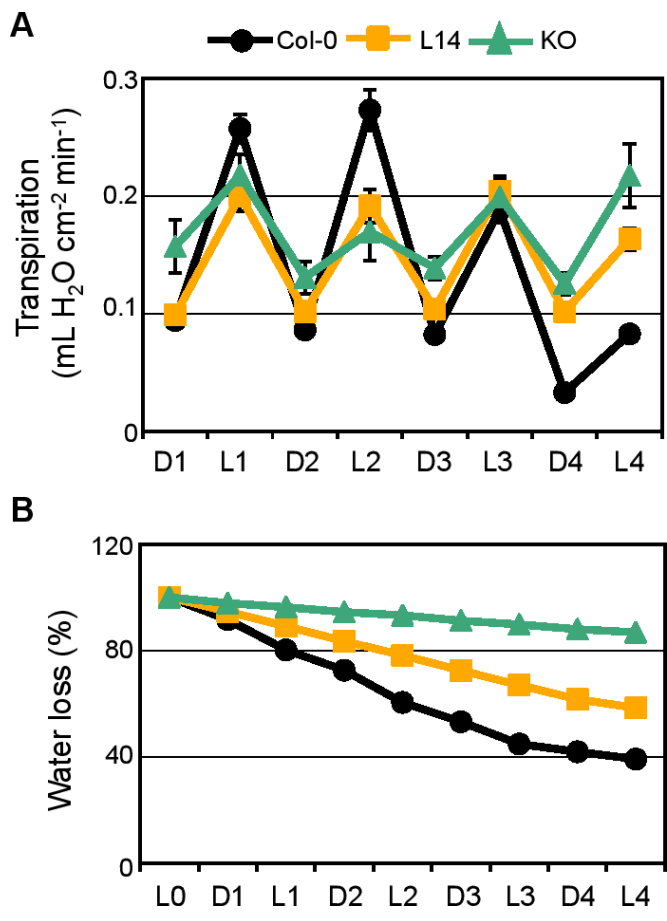 A
Col-0 L14 KO
0.3
0.2
0.1
0
Transpiration
(mL H₂O cm⁻² min⁻¹)
D1 L1 D2 L2 D3 L3 D4 L4
B
120
80
40
0
Water loss (%)
L0 D1 L1 D2 L2 D3 L3 D4 L4